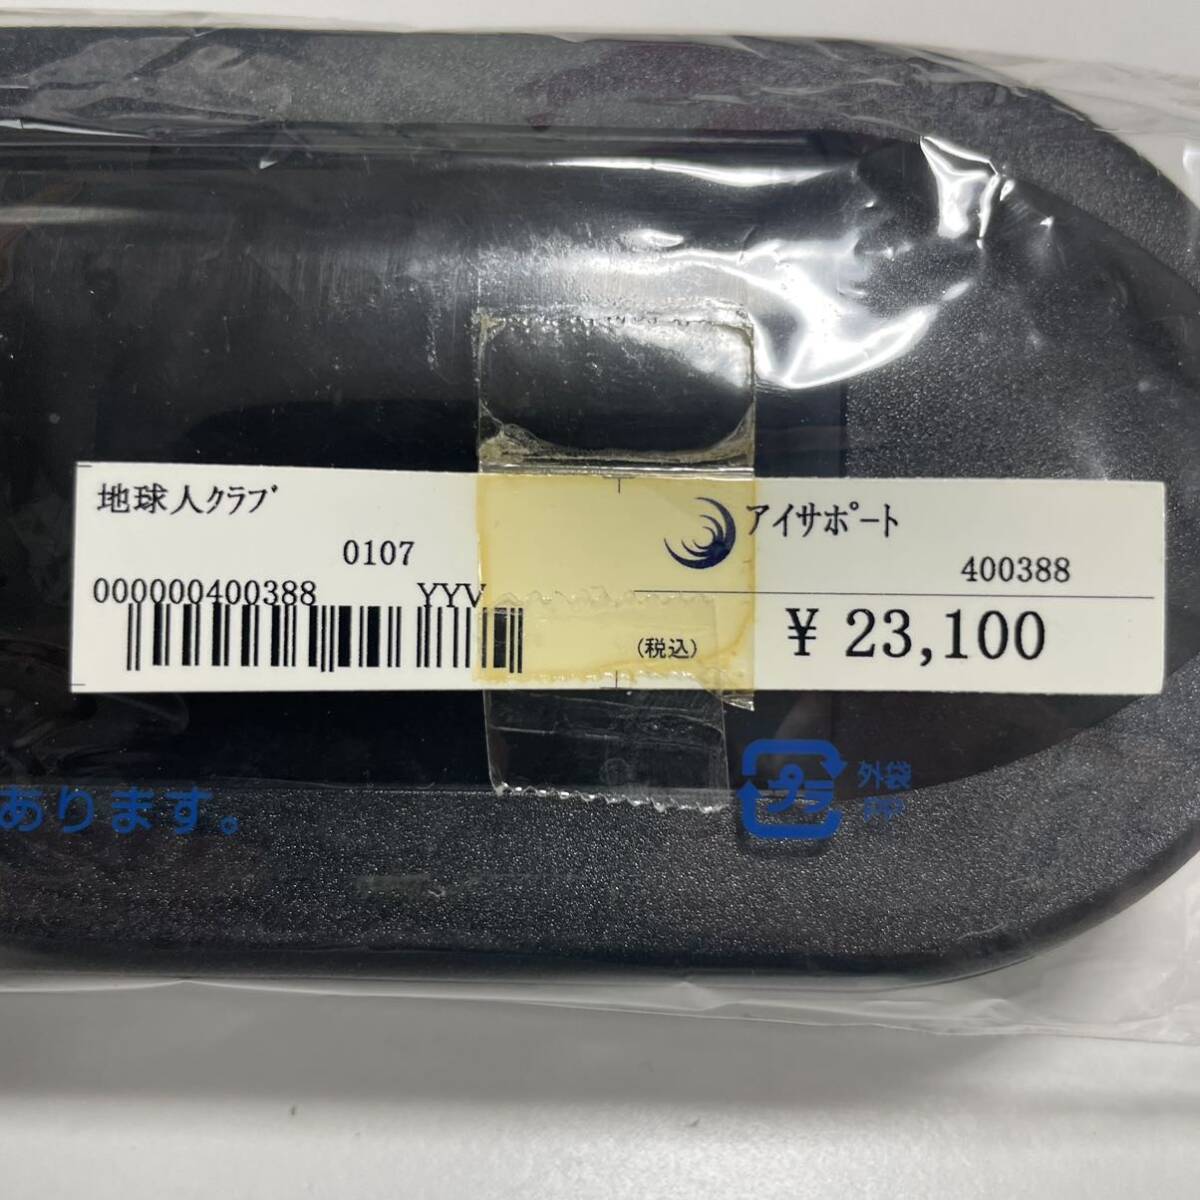 地球人クラブ
0107
000000400388 YYV
アイサポート
400388
(税込) ¥ 23,100
あります。
プラ
外袋